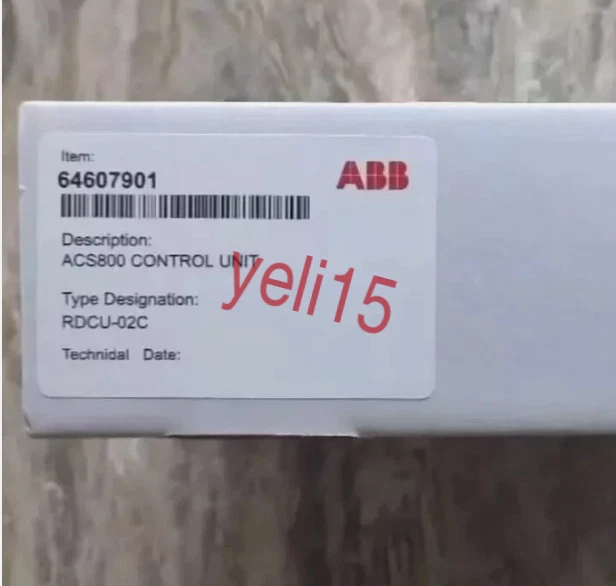 Item:
64607901
ABB
Description:
ACS800 CONTROL UNIT
yeli15
Type Designation:
RDCU-02C
Technidal Date: